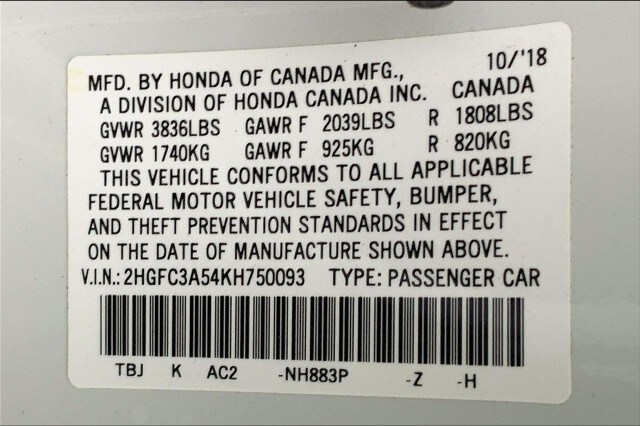 MFD. BY HONDA OF CANADA MFG., 10/'18
A DIVISION OF HONDA CANADA INC. CANADA
GVWR 3836LBS GAWR F 2039LBS R 1808LBS
GVWR 1740KG GAWR F 925KG R 820KG
THIS VEHICLE CONFORMS TO ALL APPLICABLE
FEDERAL MOTOR VEHICLE SAFETY, BUMPER,
AND THEFT PREVENTION STANDARDS IN EFFECT
ON THE DATE OF MANUFACTURE SHOWN ABOVE.
V.I.N.: 2HGFC3A54KH750093 TYPE: PASSENGER CAR
TBJ K AC2 -NH883P -Z -H